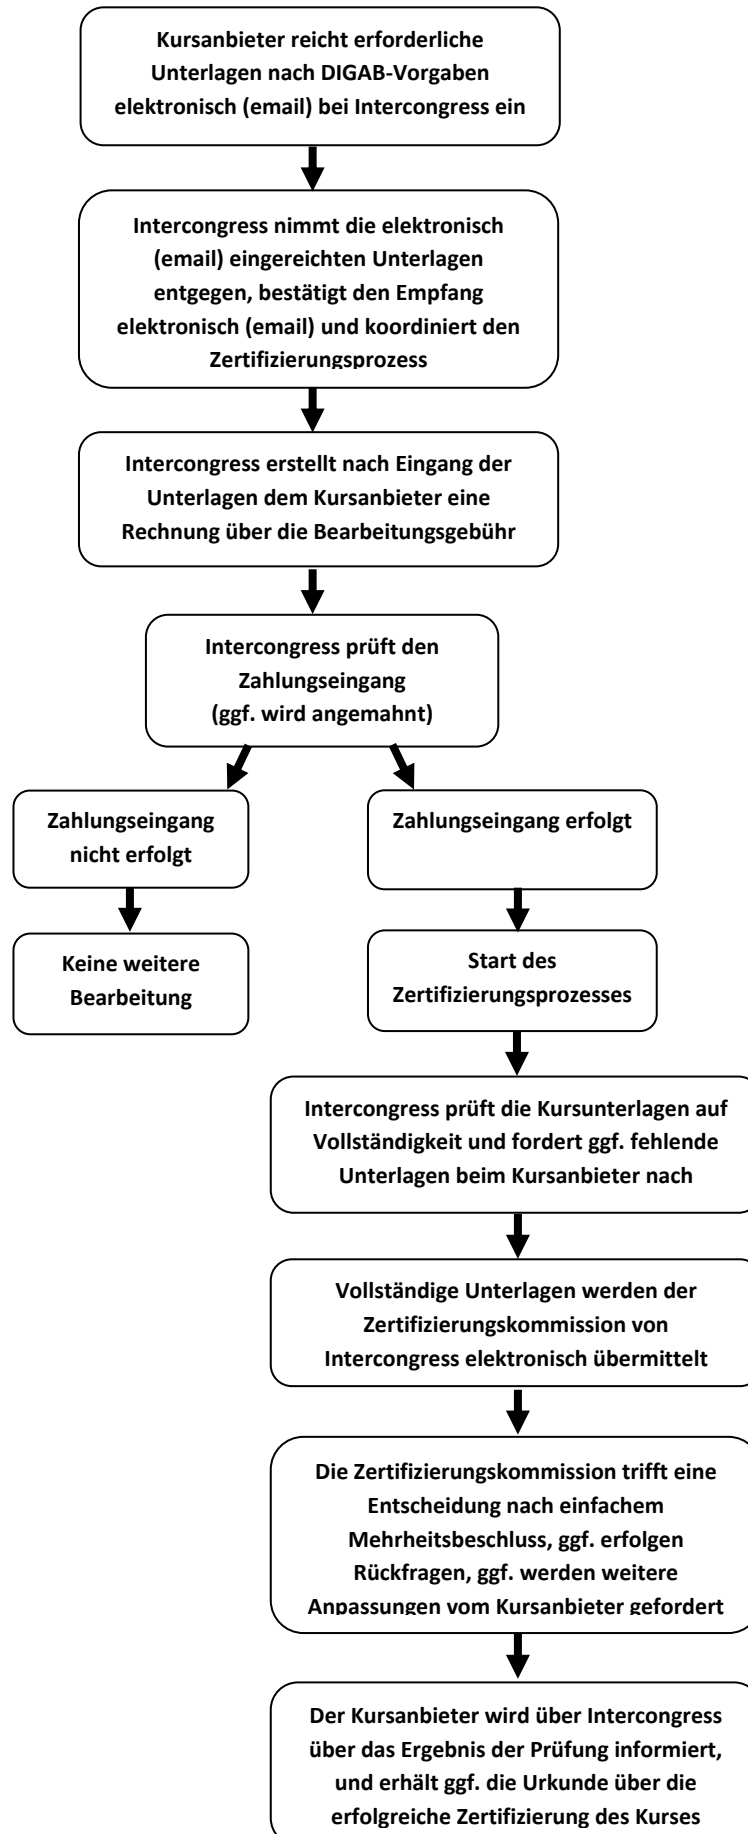 Kursanbieter reicht erforderliche
Unterlagen nach DIGAB-Vorgaben
elektronisch (email) bei Intercongress ein
Intercongress nimmt die elektronisch
(email) eingereichten Unterlagen
entgegen, bestätigt den Empfang
elektronisch (email) und koordiniert den
Zertifizierungsprozess
Intercongress erstellt nach Eingang der
Unterlagen dem Kursanbieter eine
Rechnung über die Bearbeitungsgebühr
Intercongress prüft den
Zahlungseingang
(ggf. wird angemahnt)
Zahlungseingang
nicht erfolgt
Keine weitere
Bearbeitung
Zahlungseingang erfolgt
Start des
Zertifizierungsprozesses
Intercongress prüft die Kursunterlagen auf
Vollständigkeit und fordert ggf. fehlende
Unterlagen beim Kursanbieter nach
Vollständige Unterlagen werden der
Zertifizierungskommission von
Intercongress elektronisch übermittelt
Die Zertifizierungskommission trifft eine
Entscheidung nach einfachem
Mehrheitsbeschluss, ggf. erfolgen
Rückfragen, ggf. werden weitere
Anpassungen vom Kursanbieter gefordert
Der Kursanbieter wird über Intercongress
über das Ergebnis der Prüfung informiert,
und erhält ggf. die Urkunde über die
erfolgreiche Zertifizierung des Kurses